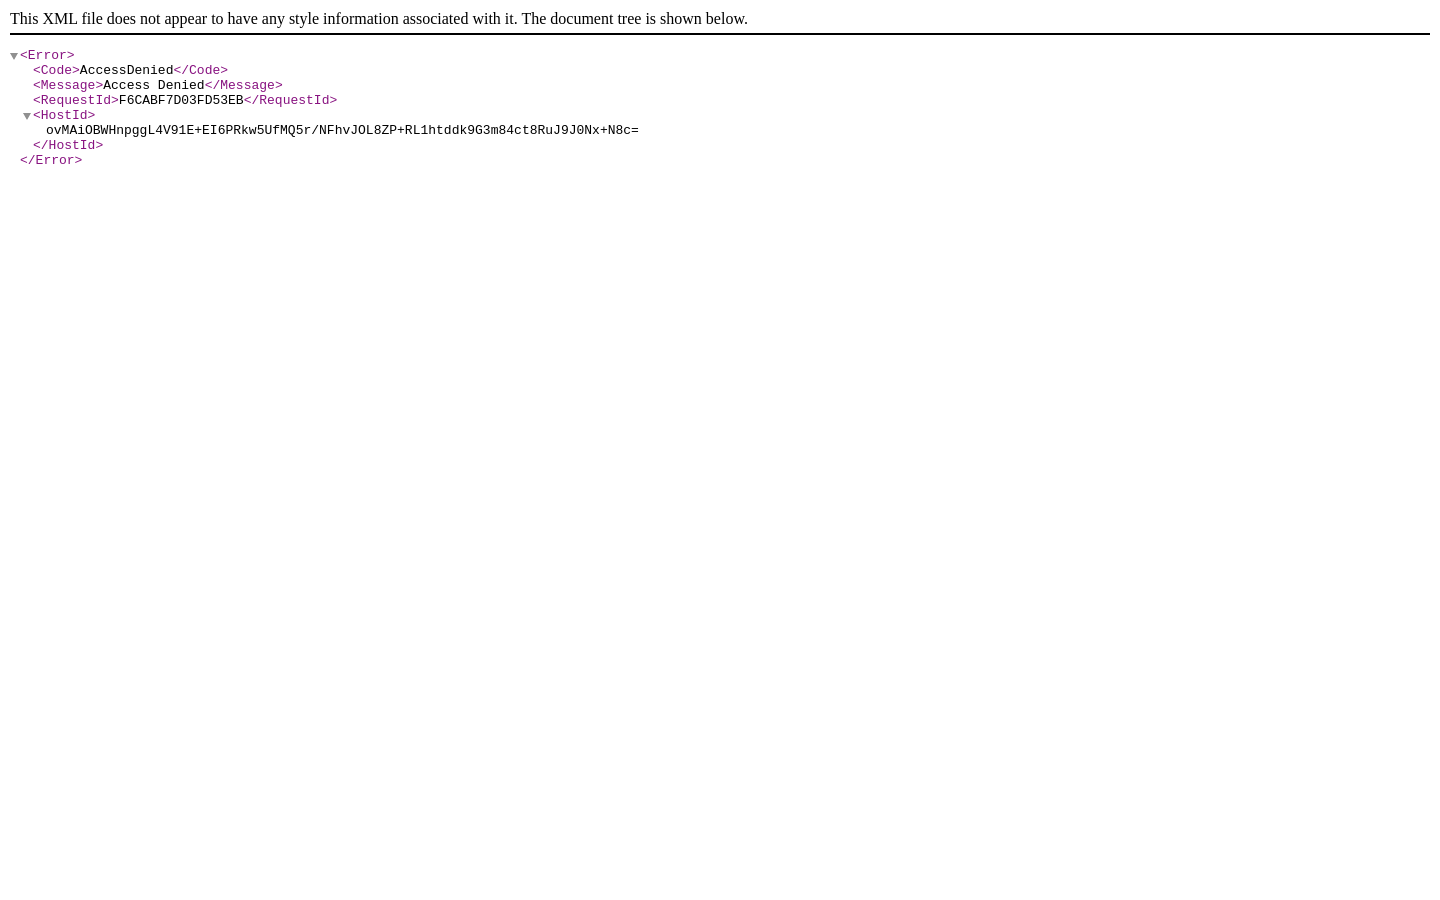 This XML file does not appear to have any style information associated with it. The document tree is shown below.
<Error>
<Code>AccessDenied</Code>
<Message>Access Denied</Message>
<RequestId>F6CABF7D03FD53EB</RequestId>
<HostId>
ovMAiOBWHnpggL4V91E+EI6PRkw5UfMQ5r/NFhvJOL8ZP+RL1htddk9G3m84ct8RuJ9J0Nx+N8c=
</HostId>
</Error>